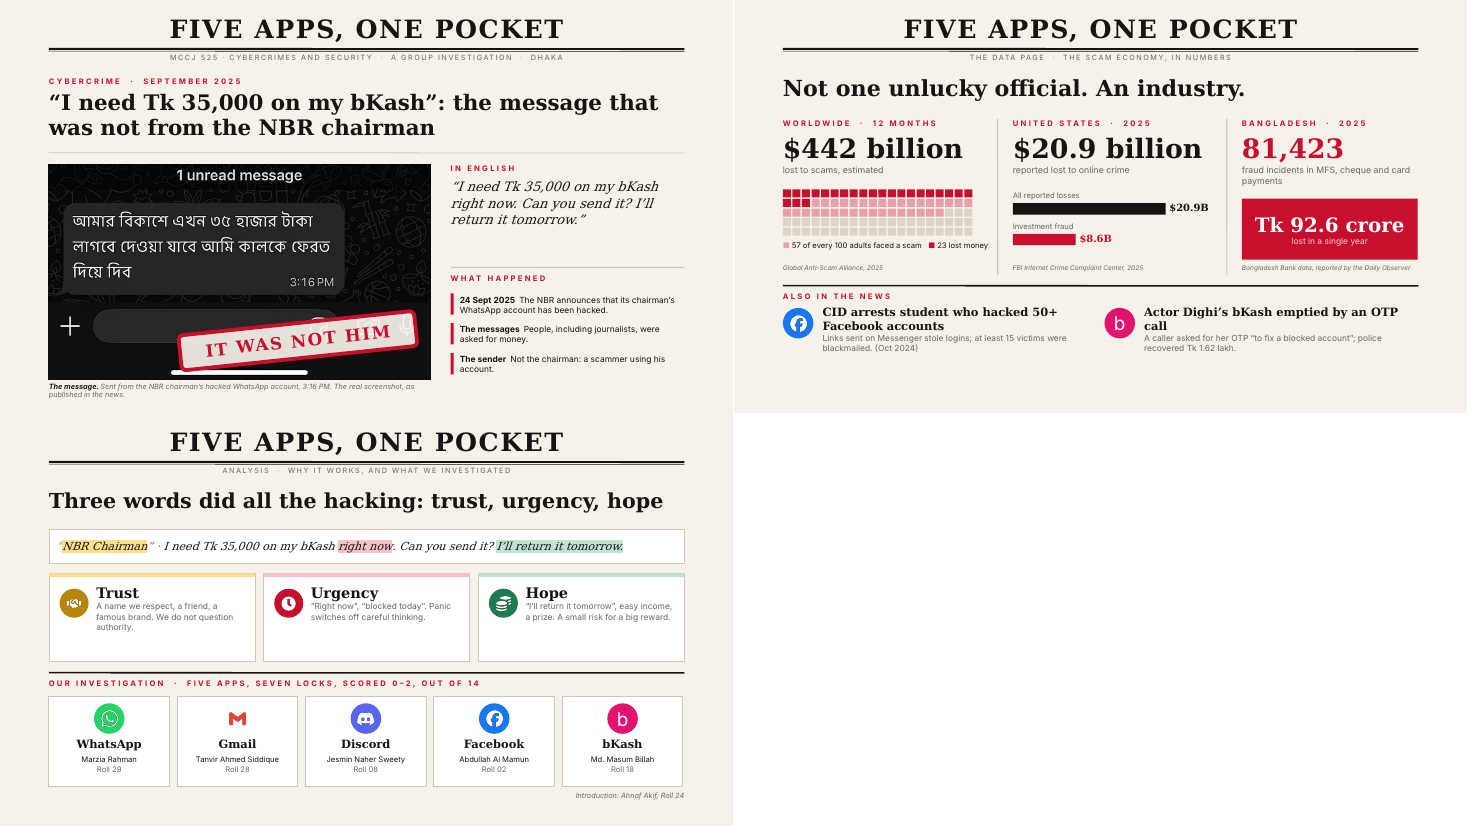 FIVE APPS, ONE POCKET
MCCJ 525 · CYBERCRIMES AND SECURITY · A GROUP INVESTIGATION · DHAKA
CYBERCRIME · SEPTEMBER 2025
“I need Tk 35,000 on my bKash”: the message that
was not from the NBR chairman
1 unread message
আমার বিকাশে এখন ৩৫ হাজার টাকা
লাগবে দেওয়া যাবে আমি কালকে ফেরত
দিয়ে দিব
3:16 PM
IT WAS NOT HIM
The message. Sent from the NBR chairman’s hacked WhatsApp account, 3:16 PM. The real screenshot, as
published in the news.
IN ENGLISH
“I need Tk 35,000 on my bKash
right now. Can you send it? I’ll
return it tomorrow.”
WHAT HAPPENED
24 Sept 2025 The NBR announces that its chairman’s
WhatsApp account has been hacked.
The messages People, including journalists, were
asked for money.
The sender Not the chairman: a scammer using his
account.
FIVE APPS, ONE POCKET
THE DATA PAGE · THE SCAM ECONOMY, IN NUMBERS
Not one unlucky official. An industry.
WORLDWIDE · 12 MONTHS
$442 billion
lost to scams, estimated
57 of every 100 adults faced a scam 23 lost money
Global Anti-Scam Alliance, 2025
UNITED STATES · 2025
$20.9 billion
reported lost to online crime
All reported losses
$20.9B
Investment fraud
$8.6B
FBI Internet Crime Complaint Center, 2025
BANGLADESH · 2025
81,423
fraud incidents in MFS, cheque and card
payments
Tk 92.6 crore
lost in a single year
Bangladesh Bank data, reported by the Daily Observer
ALSO IN THE NEWS
CID arrests student who hacked 50+
Facebook accounts
Links sent on Messenger stole logins; at least 15 victims were
blackmailed. (Oct 2024)
b
Actor Dighi’s bKash emptied by an OTP
call
A caller asked for her OTP “to fix a blocked account”; police
recovered Tk 1.62 lakh.
FIVE APPS, ONE POCKET
ANALYSIS · WHY IT WORKS, AND WHAT WE INVESTIGATED
Three words did all the hacking: trust, urgency, hope
“NBR Chairman” · I need Tk 35,000 on my bKash right now. Can you send it? I’ll return it tomorrow.
Trust
A name we respect, a friend, a
famous brand. We do not question
authority.
Urgency
“Right now”, “blocked today”. Panic
switches off careful thinking.
Hope
“I’ll return it tomorrow”, easy income,
a prize. A small risk for a big reward.
OUR INVESTIGATION · FIVE APPS, SEVEN LOCKS, SCORED 0–2, OUT OF 14
WhatsApp
Marzia Rahman
Roll 29
Gmail
Tanvir Ahmed Siddique
Roll 28
Discord
Jesmin Naher Sweety
Roll 08
Facebook
Abdullah Al Mamun
Roll 02
b
bKash
Md. Masum Billah
Roll 18
Introduction: Ahnaf Akif, Roll 24